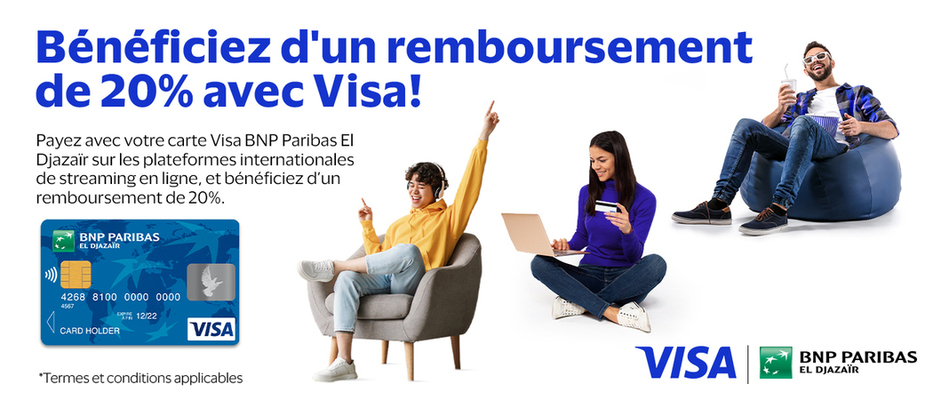 Bénéficiez d'un remboursement
de 20% avec Visa!
Payez avec votre carte Visa BNP Paribas El
Djazaïr sur les plateformes internationales
de streaming en ligne, et bénéficiez d'un
remboursement de 20%.
BNP PARIBAS
EL DJAZAÏR
4268 8100 0000 0000
4567
EXPIRE
A FIN 12/22
CARD HOLDER
VISA
*Termes et conditions applicables
VISA
BNP PARIBAS
EL DJAZAÏR